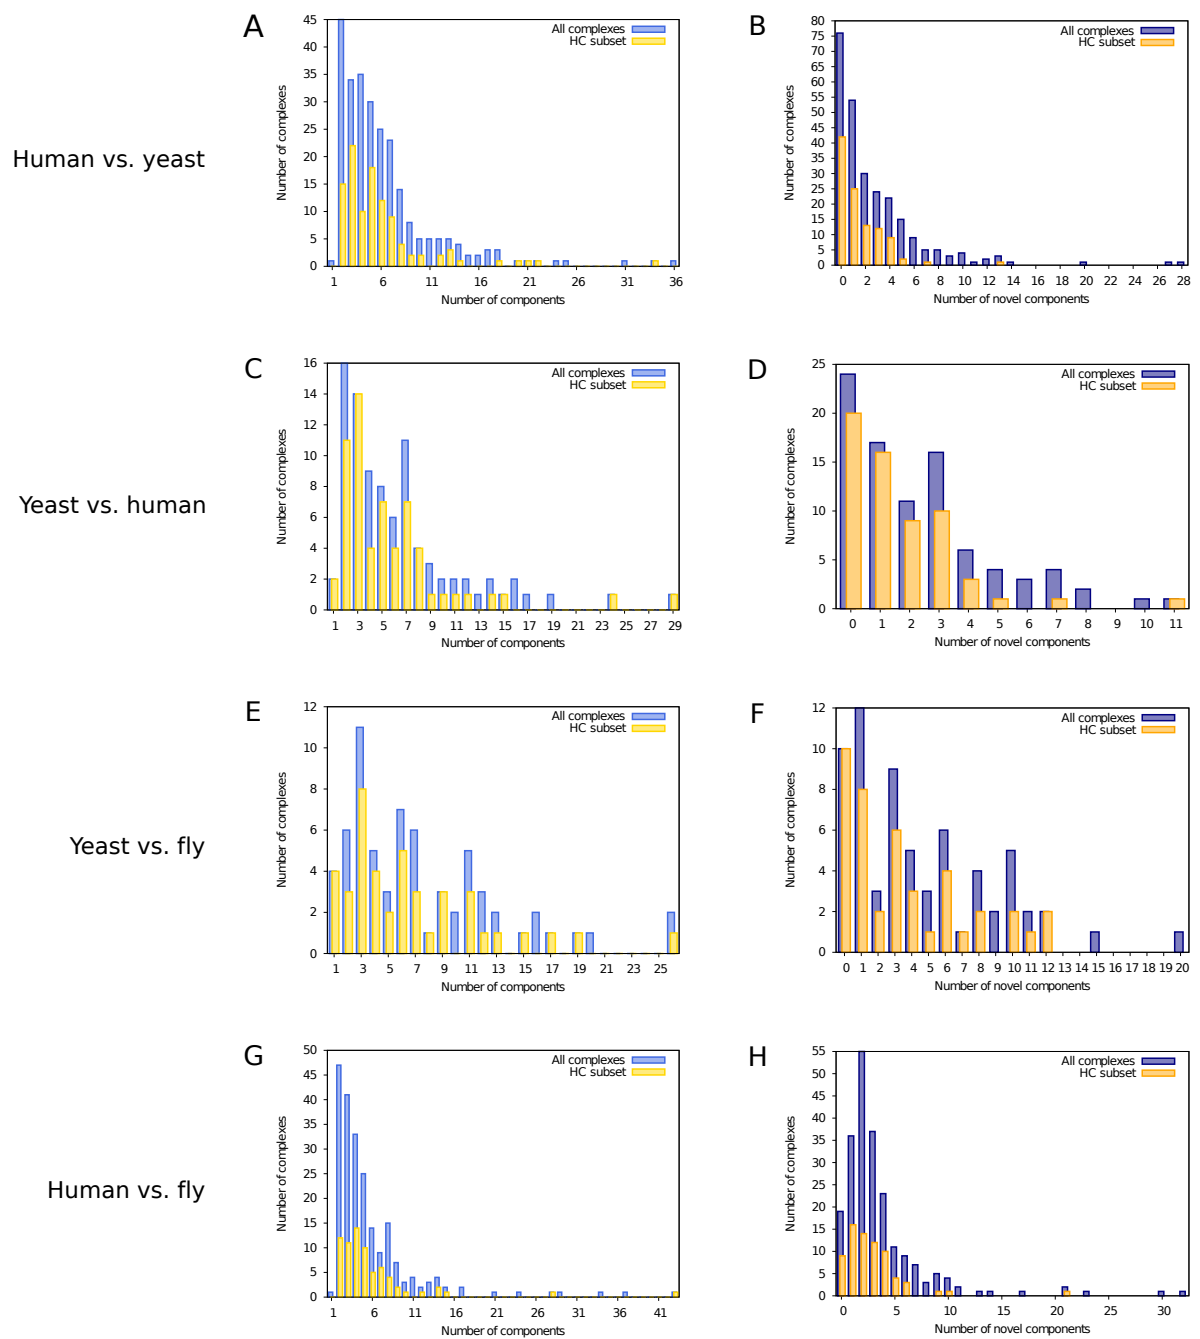 A
All complexes
HC subset
45
40
35
30
25
20
15
10
5
0
Number of complexes
1 6 11 16 21 26 31 36
Number of components
B
All complexes
HC subset
80
75
70
65
60
55
50
45
40
35
30
25
20
15
10
5
0
Number of complexes
0 2 4 6 8 10 12 14 16 18 20 22 24 26 28
Number of novel components
Human vs. yeast
C
All complexes
HC subset
16
14
12
10
8
6
4
2
0
Number of complexes
1 3 5 7 9 11 13 15 17 19 21 23 25 27 29
Number of components
D
All complexes
HC subset
25
20
15
10
5
0
Number of complexes
0 1 2 3 4 5 6 7 8 9 10 11
Number of novel components
Yeast vs. human
E
All complexes
HC subset
12
10
8
6
4
2
0
Number of complexes
1 3 5 7 9 11 13 15 17 19 21 23 25
Number of components
F
All complexes
HC subset
12
10
8
6
4
2
0
Number of complexes
0 1 2 3 4 5 6 7 8 9 10 11 12 13 14 15 16 17 18 19 20
Number of novel components
Yeast vs. fly
G
All complexes
HC subset
50
45
40
35
30
25
20
15
10
5
0
Number of complexes
1 6 11 16 21 26 31 36 41
Number of components
H
All complexes
HC subset
55
50
45
40
35
30
25
20
15
10
5
0
Number of complexes
0 5 10 15 20 25 30
Number of novel components
Human vs. fly